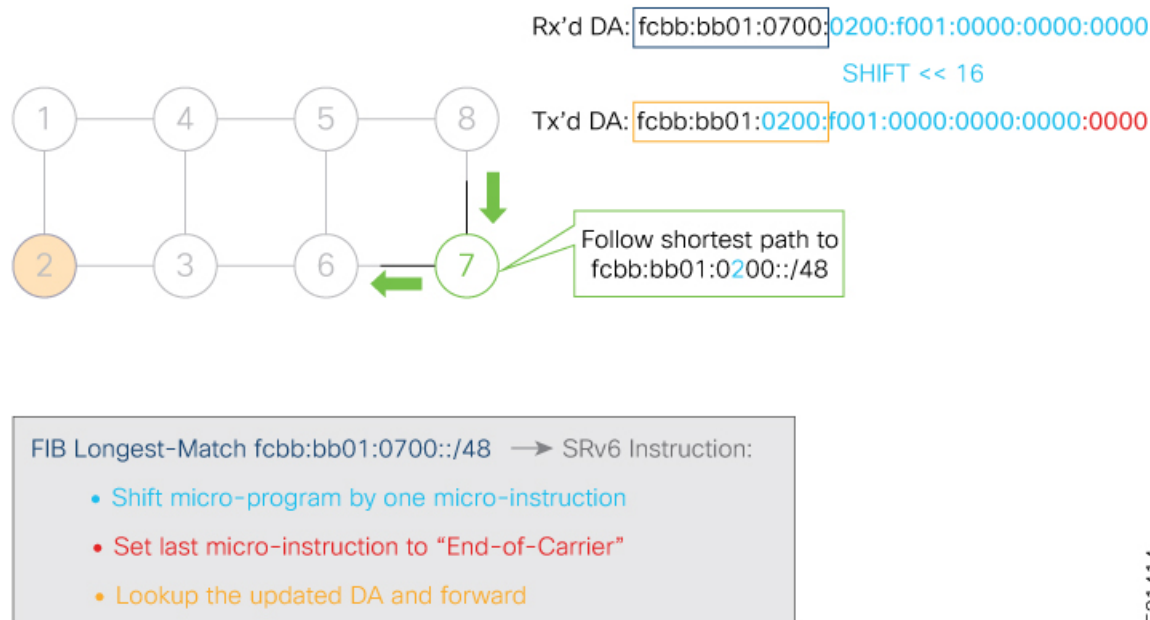 Rx'd DA: fcbb:bb01:0700:0200:f001:0000:0000:0000
SHIFT << 16
Tx'd DA: fcbb:bb01:0200:f001:0000:0000:0000:0000
1 4 5 8
2 3 6 7
Follow shortest path to
fcbb:bb01:0200::/48
FIB Longest-Match fcbb:bb01:0700::/48 → SRv6 Instruction:
• Shift micro-program by one micro-instruction
• Set last micro-instruction to “End-of-Carrier”
• Lookup the updated DA and forward